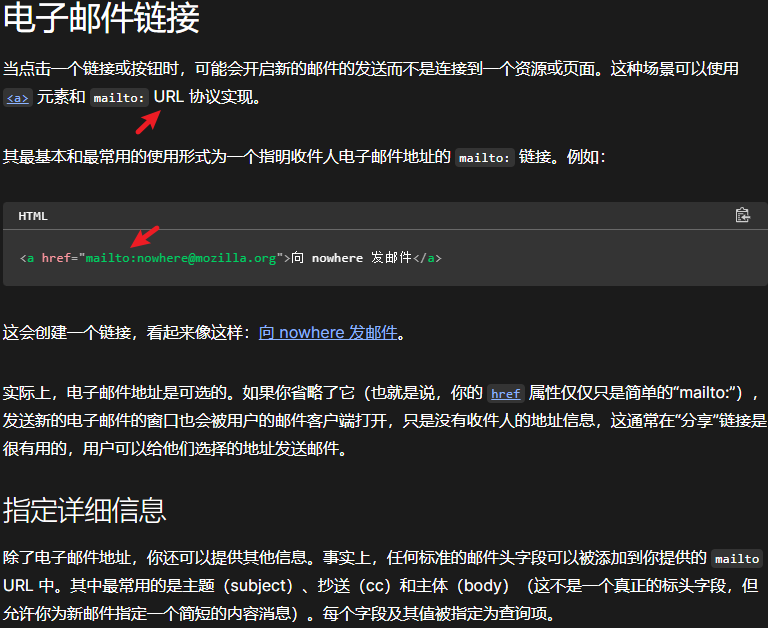 电子邮件链接
当点击一个链接或按钮时，可能会开启新的邮件的发送而不是连接到一个资源或页面。这种场景可以使用
<a> 元素和 mailto: URL 协议实现。
其最基本和最常用的使用形式为一个指明收件人电子邮件地址的 mailto: 链接。例如：
HTML
<a href="mailto:nowhere@mozilla.org">向 nowhere 发邮件</a>
这会创建一个链接，看起来像这样：向 nowhere 发邮件。
实际上，电子邮件地址是可选的。如果你省略了它（也就是说，你的 href 属性仅仅只是简单的“mailto:”），
发送新的电子邮件的窗口也会被用户的邮件客户端打开，只是没有收件人的地址信息，这通常在“分享”链接是
很有用的，用户可以给他们选择的地址发送邮件。
指定详细信息
除了电子邮件地址，你还可以提供其他信息。事实上，任何标准的邮件头字段可以被添加到你提供的 mailto
URL 中。其中最常用的是主题（subject）、抄送（cc）和主体（body）（这不是一个真正的标头字段，但
允许你为新邮件指定一个简短的内容消息）。每个字段及其值被指定为查询项。